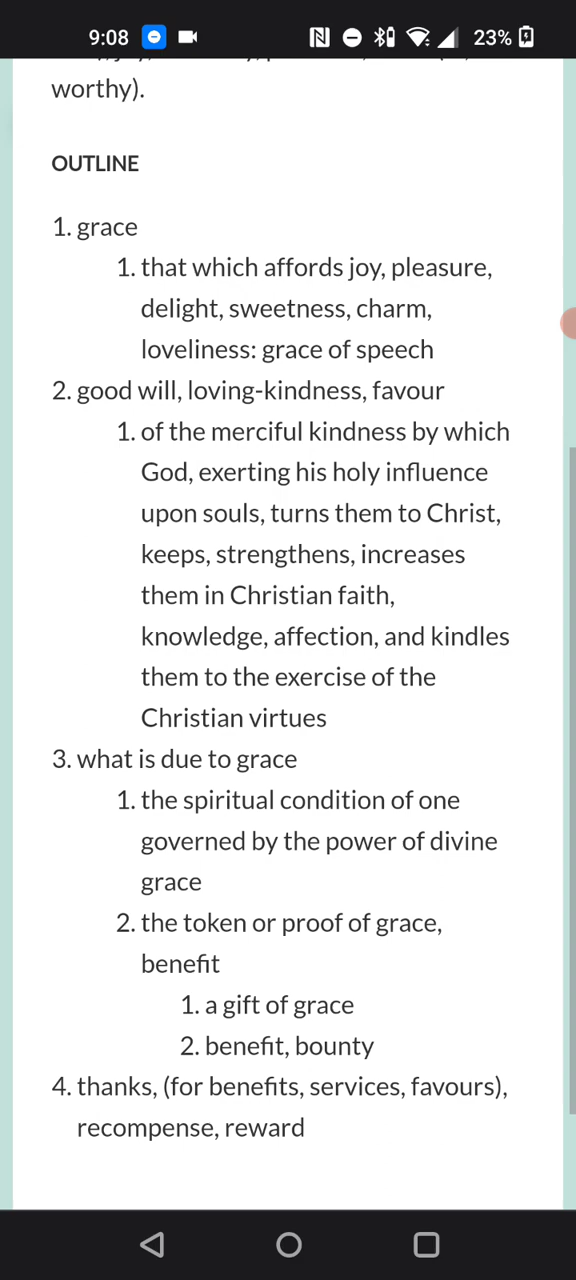 9:08
23%
worthy).
OUTLINE
1. grace
1. that which affords joy, pleasure,
delight, sweetness, charm,
loveliness: grace of speech
2. good will, loving-kindness, favour
1. of the merciful kindness by which
God, exerting his holy influence
upon souls, turns them to Christ,
keeps, strengthens, increases
them in Christian faith,
knowledge, affection, and kindles
them to the exercise of the
Christian virtues
3. what is due to grace
1. the spiritual condition of one
governed by the power of divine
grace
2. the token or proof of grace,
benefit
1. a gift of grace
2. benefit, bounty
4. thanks, (for benefits, services, favours),
recompense, reward